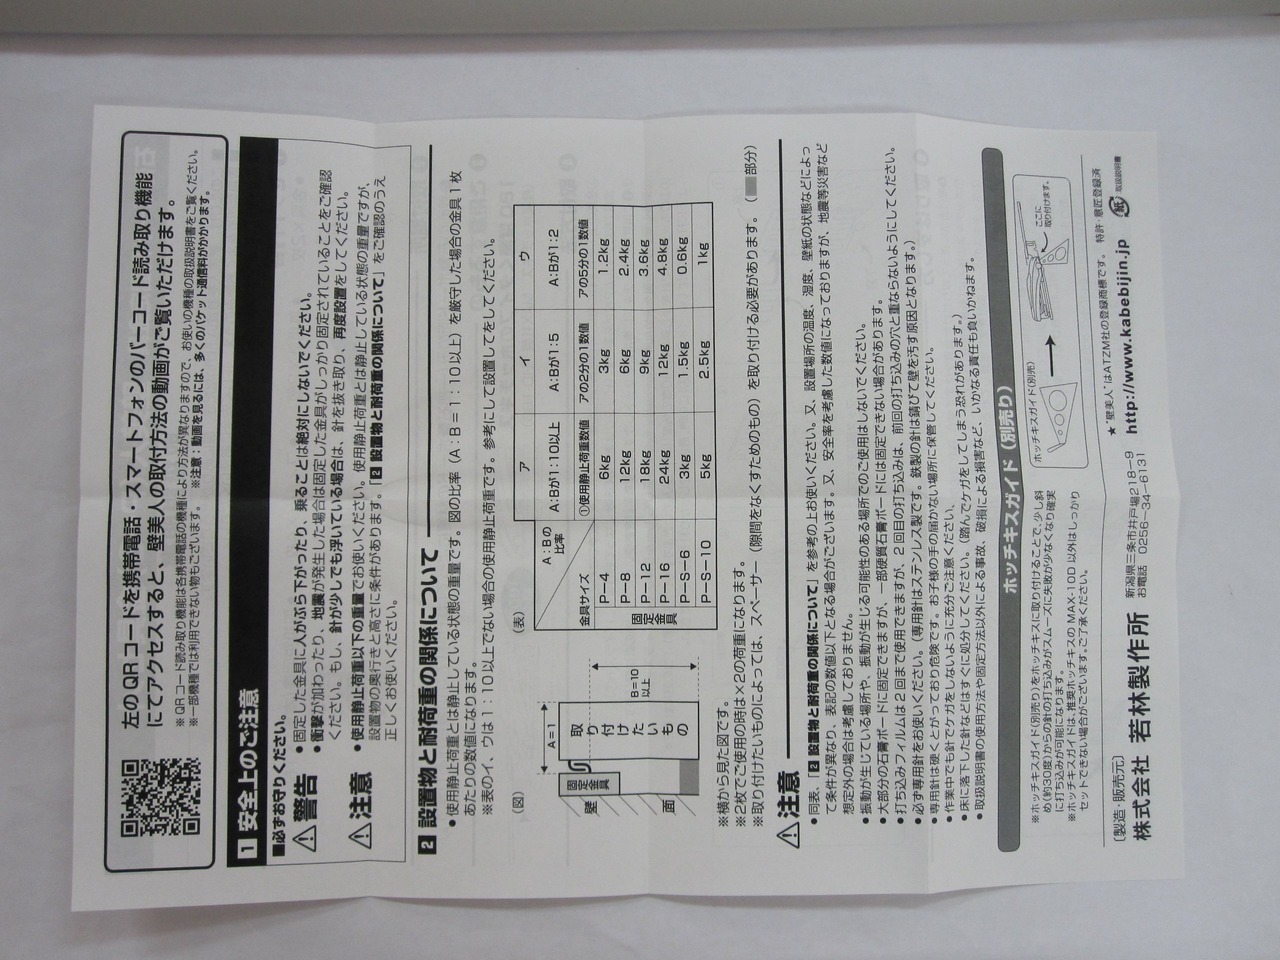 左のQRコードを携帯電話・スマートフォンのバーコード読み取り機能
にてアクセスすると、壁美人の取付方法の動画がご覧いただけます。
※QRコード読み取り機能は各携帯電話の機種により方法が異なりますので、お使いの機種の取扱説明書をご覧ください。
※一部機種では利用できない物もございます。 ※注意：動画を見るには、多くのパケット通信料がかかります。
1 安全上のご注意
■必ずお守りください。
⚠警告
●固定した金具に人がぶら下がったり、乗ることは絶対にしないでください。
●衝撃が加わったり、地震が発生した場合は固定した金具がしっかり固定されていることをご確認
ください。もし、針が少しでも浮いている場合は、針を抜き取り、再度設置をしてください。
⚠注意
●使用静止荷重以下の重量でお使いください。使用静止荷重とは静止している状態の重量ですが、
設置物の奥行きと高さに条件があります。「2 設置物と耐荷重の関係について」をご確認のうえ
正しくお使いください。
2 設置物と耐荷重の関係について
●使用静止荷重とは静止している状態の重量です。図の比率（A：B＝1：10以上）を厳守した場合の金具1枚
あたりの数値になります。
※表のイ、ウは1：10以上でない場合の使用静止荷重です。参考にして設置してをしてください。
（図）
A＝1
固定金具
取り付けたいもの
B＝10
以上
壁
面
（表）
A：Bの
比率
金具サイズ
ア
イ
ウ
A:Bが1:10以上
A:Bが1:5
A:Bが1:2
①使用静止荷重数値
アの2分の1数値
アの5分の1数値
固定金具
P－4 6kg 3kg 1.2kg
P－8 12kg 6kg 2.4kg
P－12 18kg 9kg 3.6kg
P－16 24kg 12kg 4.8kg
P－S－6 3kg 1.5kg 0.6kg
P－S－10 5kg 2.5kg 1kg
※横から見た図です。
※2枚でご使用の時は×2の荷重になります。
※取り付けたいものによっては、スペーサー（隙間をなくすためのもの）を取り付ける必要があります。（ 部分）
⚠注意
●同表、「2 設置物と耐荷重の関係について」を参考の上お使いください。又、設置場所の温度、湿度、壁紙の状態などによっ
て条件が異なり、表記の数値以下となる場合がございます。又、安全率を考慮した数値になっておりますが、地震等災害など
想定外の場合は考慮しておりません。
●振動が生じている場所や、振動が生じる可能性のある場所でのご使用はしないでください。
●大部分の石膏ボードに固定できますが、一部硬質石膏ボードには固定できない場合があります。
●打ち込みフィルムは2回まで使用できますが、2回目の打ち込みは、前回の打ち込みの穴と重ならないようにしてください。
●必ず専用針をお使いください。（専用針はステンレス製です。鉄製の針は錆びて壁を汚す原因となります。）
●専用針は硬くとがっており危険です。お子様の手の届かない場所に保管してください。
●作業中でも針でケガをしないように充分ご注意ください。
●床に落下した針などはすぐに処分してください。（踏んでケガをしてしまう恐れがあります。）
●取扱説明書の使用方法や固定方法以外による事故、破損による損害など、いかなる責任も負いかねます。
ホッチキスガイド（別売り）
※ホッチキスガイド（別売り）をホッチキスに取り付けることで、少し斜
め（約30度）からの針の打ち込みがスムーズに失敗が少なくなり確実
に打ち込みが可能になります。
※ホッチキスガイドは、推奨ホッチキスのMAX-10D以外はしっかり
セットできない場合がございます。ご了承ください。
ホッチキスガイド（別売）
ここに
取り付けます。
［製造・販売元］
株式会社 若林製作所
新潟県三条市井戸場218－9
お電話 0256－34－6131
★"壁美人"はATZM社の登録商標です。 特許・意匠登録済
http://www.kabebijin.jp
紙
取扱説明書